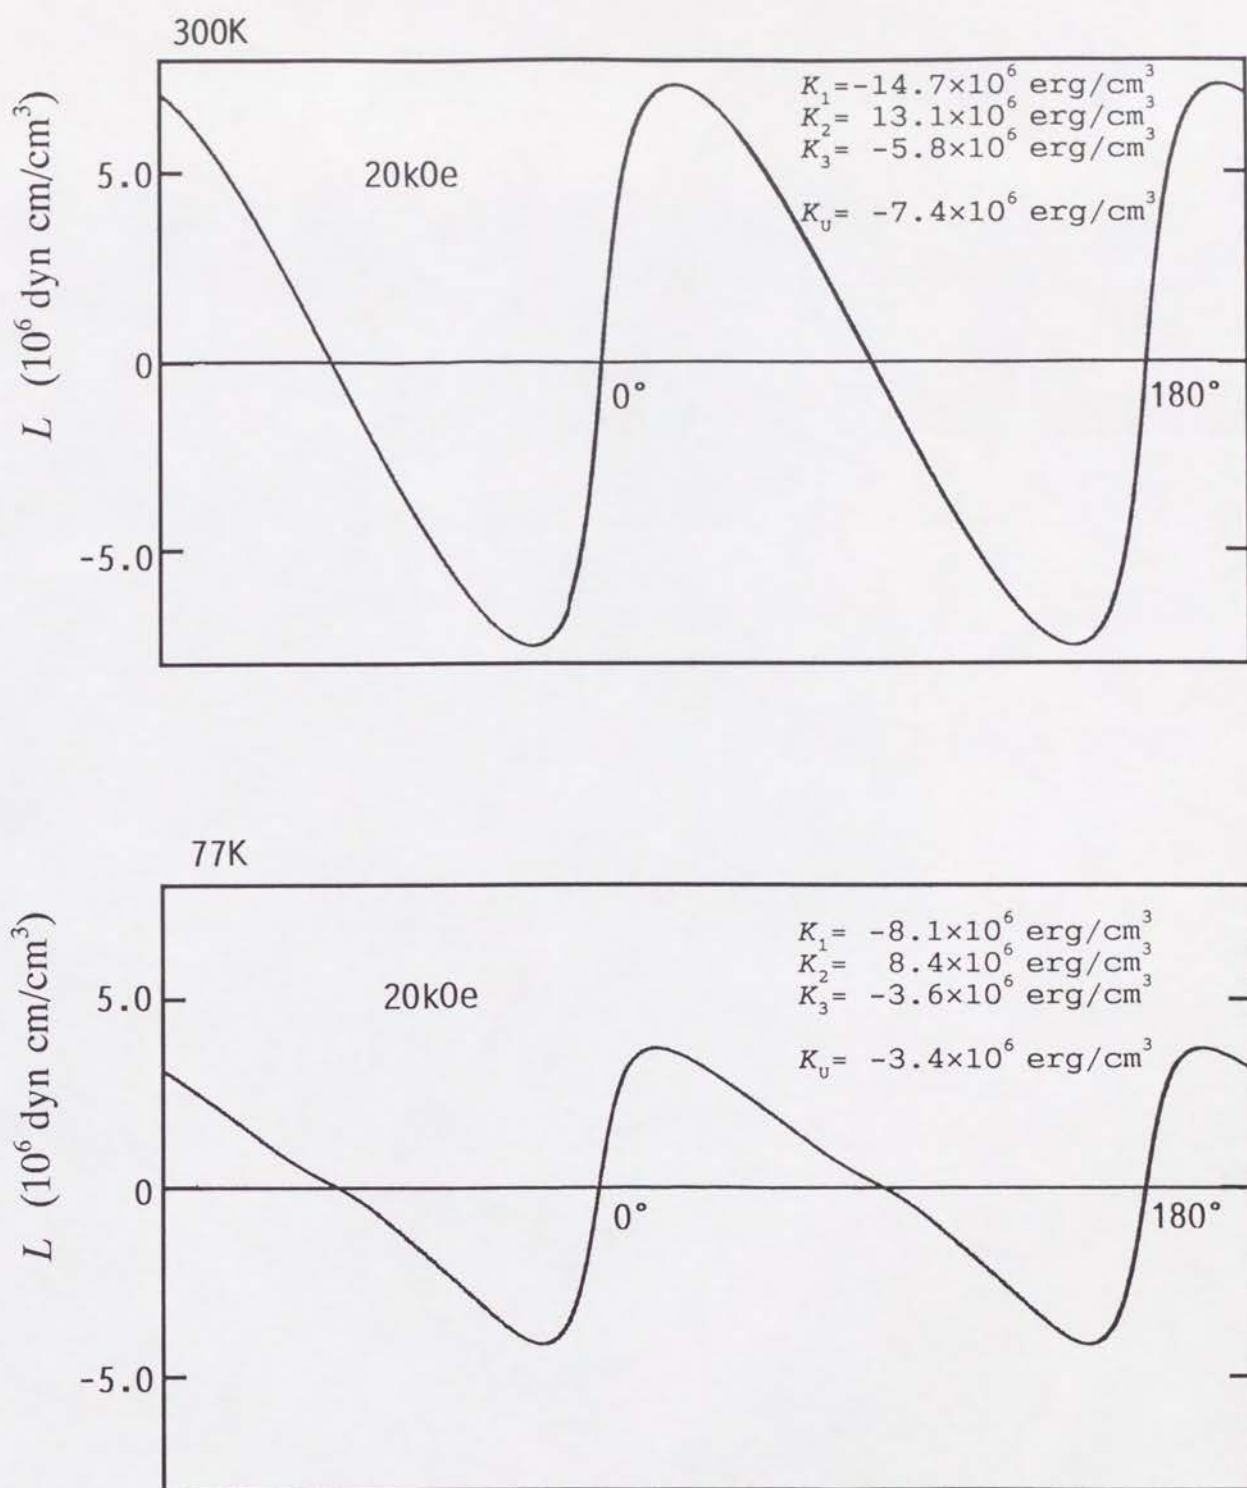 300K
L (10⁶ dyn cm/cm³)
5.0
0
-5.0
20kOe
K₁=-14.7×10⁶ erg/cm³
K₂= 13.1×10⁶ erg/cm³
K₃= -5.8×10⁶ erg/cm³
Kᵤ= -7.4×10⁶ erg/cm³
0°
180°
77K
L (10⁶ dyn cm/cm³)
5.0
0
-5.0
20kOe
K₁= -8.1×10⁶ erg/cm³
K₂= 8.4×10⁶ erg/cm³
K₃= -3.6×10⁶ erg/cm³
Kᵤ= -3.4×10⁶ erg/cm³
0°
180°